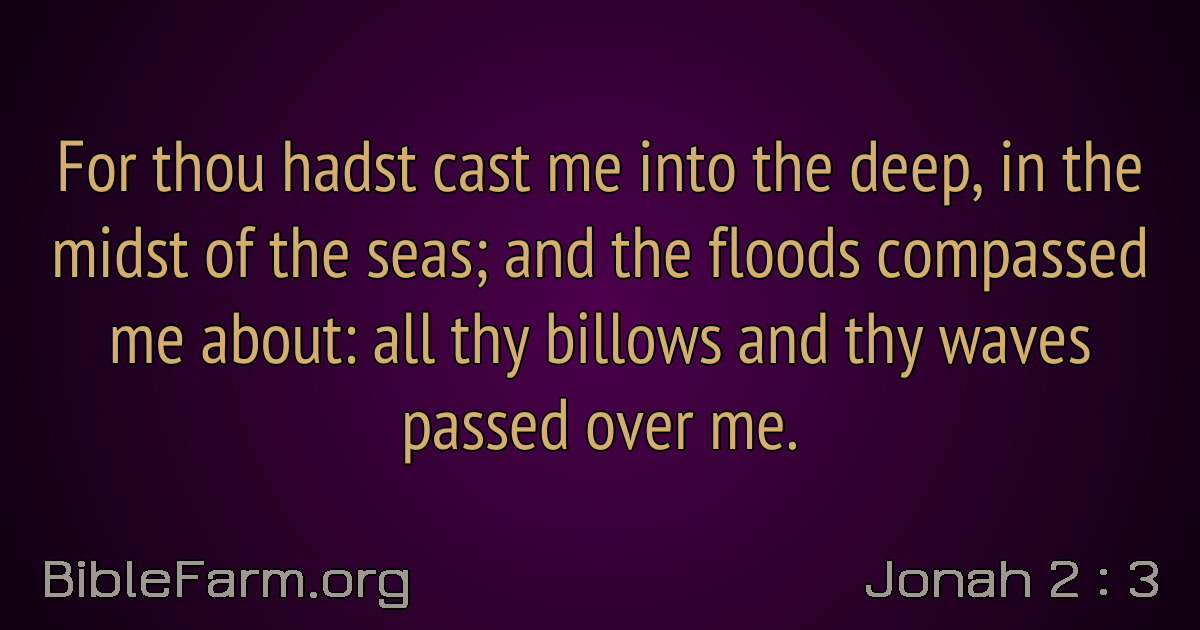 For thou hadst cast me into the deep, in the
midst of the seas; and the floods compassed
me about: all thy billows and thy waves
passed over me.
BibleFarm.org
Jonah 2 : 3